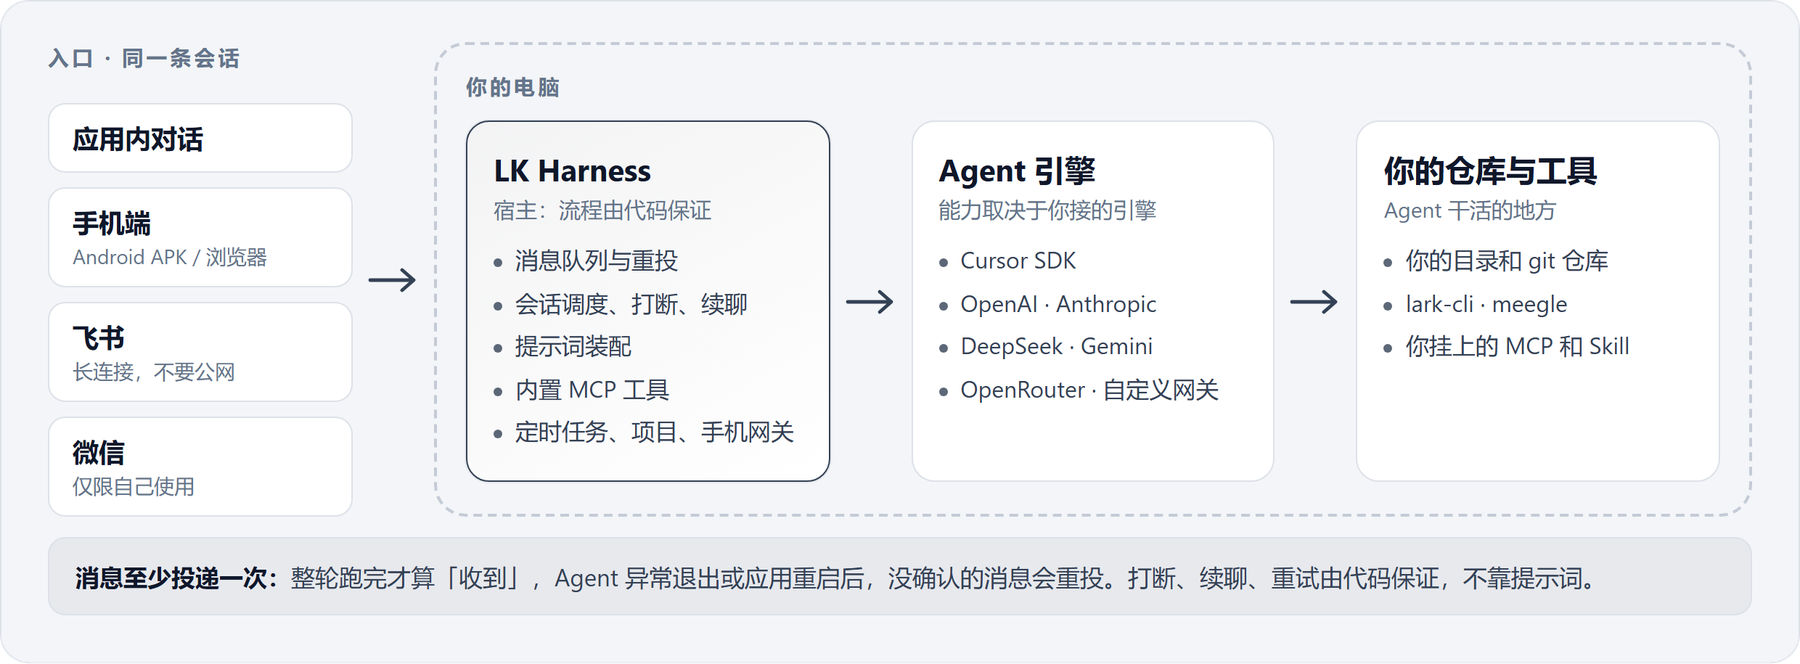 入口 · 同一条会话
应用内对话
手机端
Android APK / 浏览器
飞书
长连接，不要公网
微信
仅限自己使用
你的电脑
LK Harness
宿主：流程由代码保证
消息队列与重投
会话调度、打断、续聊
提示词装配
内置 MCP 工具
定时任务、项目、手机网关
Agent 引擎
能力取决于你接的引擎
Cursor SDK
OpenAI · Anthropic
DeepSeek · Gemini
OpenRouter · 自定义网关
你的仓库与工具
Agent 干活的地方
你的目录和 git 仓库
lark-cli · meegle
你挂上的 MCP 和 Skill
消息至少投递一次：整轮跑完才算「收到」，Agent 异常退出或应用重启后，没确认的消息会重投。打断、续聊、重试由代码保证，不靠提示词。